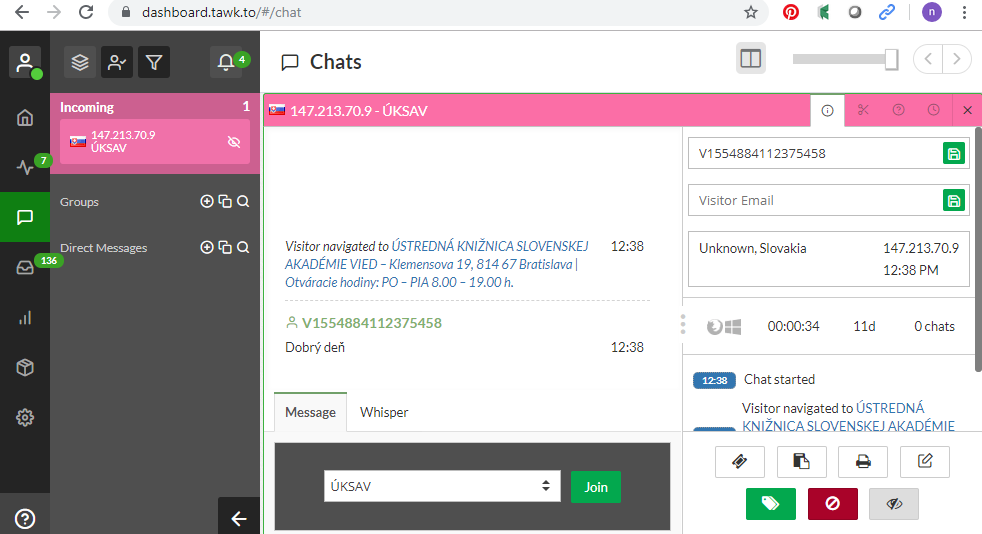 dashboard.tawk.to/#/chat
n
4
Chats
Incoming 1
147.213.70.9
ÚKSAV
7
Groups
Direct Messages
136
147.213.70.9 - ÚKSAV
Visitor navigated to ÚSTREDNÁ KNIŽNICA SLOVENSKEJ 12:38
AKADÉMIE VIED – Klemensova 19, 814 67 Bratislava |
Otváracie hodiny: PO – PIA 8.00 – 19.00 h.
V1554884112375458
Dobrý deň 12:38
Message Whisper
ÚKSAV Join
V1554884112375458
Visitor Email
Unknown, Slovakia 147.213.70.9
12:38 PM
00:00:34 11d 0 chats
12:38 Chat started
Visitor navigated to ÚSTREDNÁ
KNIŽNICA SLOVENSKEJ AKADÉMIE